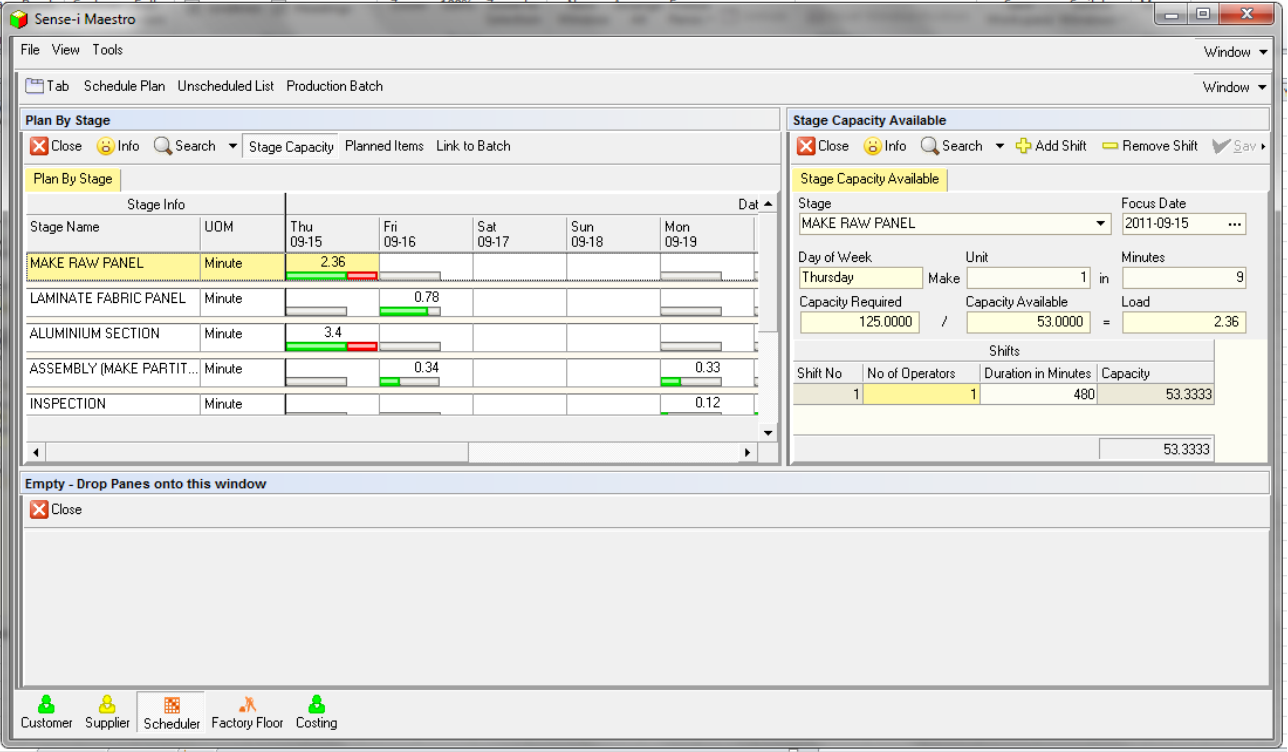 Sense-i Maestro
File View Tools Window
Tab Schedule Plan Unscheduled List Production Batch Window
Plan By Stage
Close Info Search Stage Capacity Planned Items Link to Batch
Plan By Stage
Stage Info Dat
Stage Name UOM Thu 09-15 Fri 09-16 Sat 09-17 Sun 09-18 Mon 09-19
MAKE RAW PANEL Minute 2.36
LAMINATE FABRIC PANEL Minute 0.78
ALUMINIUM SECTION Minute 3.4
ASSEMBLY (MAKE PARTIT... Minute 0.34 0.33
INSPECTION Minute 0.12
Stage Capacity Available
Close Info Search Add Shift Remove Shift Sav
Stage Capacity Available
Stage Focus Date
MAKE RAW PANEL 2011-09-15 ...
Day of Week Unit Minutes
Thursday Make 1 in 9
Capacity Required Capacity Available Load
125.0000 / 53.0000 = 2.36
Shifts
Shift No No of Operators Duration in Minutes Capacity
1 1 480 53.3333
53.3333
Empty - Drop Panes onto this window
Close
Customer Supplier Scheduler Factory Floor Costing